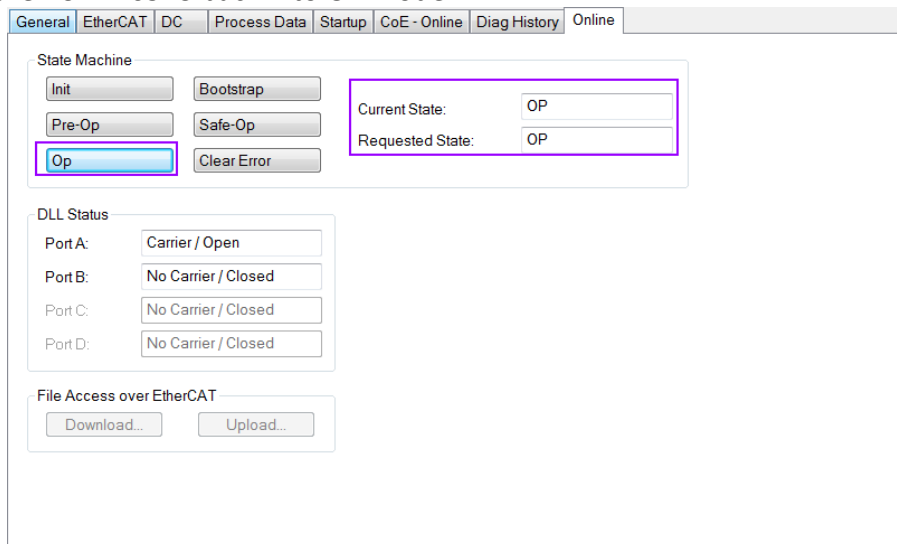 General EtherCAT DC Process Data Startup CoE - Online Diag History Online
State Machine
Init Bootstrap
Current State: OP
Pre-Op Safe-Op
Requested State: OP
Op Clear Error
DLL Status
Port A: Carrier / Open
Port B: No Carrier / Closed
Port C: No Carrier / Closed
Port D: No Carrier / Closed
File Access over EtherCAT
Download... Upload...